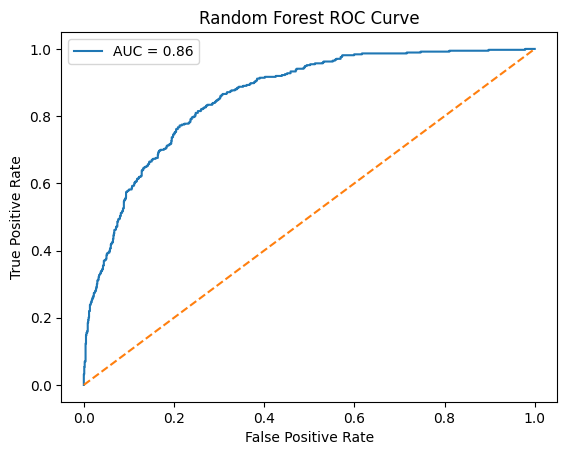 Random Forest ROC Curve
AUC = 0.86
True Positive Rate
1.0
0.8
0.6
0.4
0.2
0.0
0.0 0.2 0.4 0.6 0.8 1.0
False Positive Rate